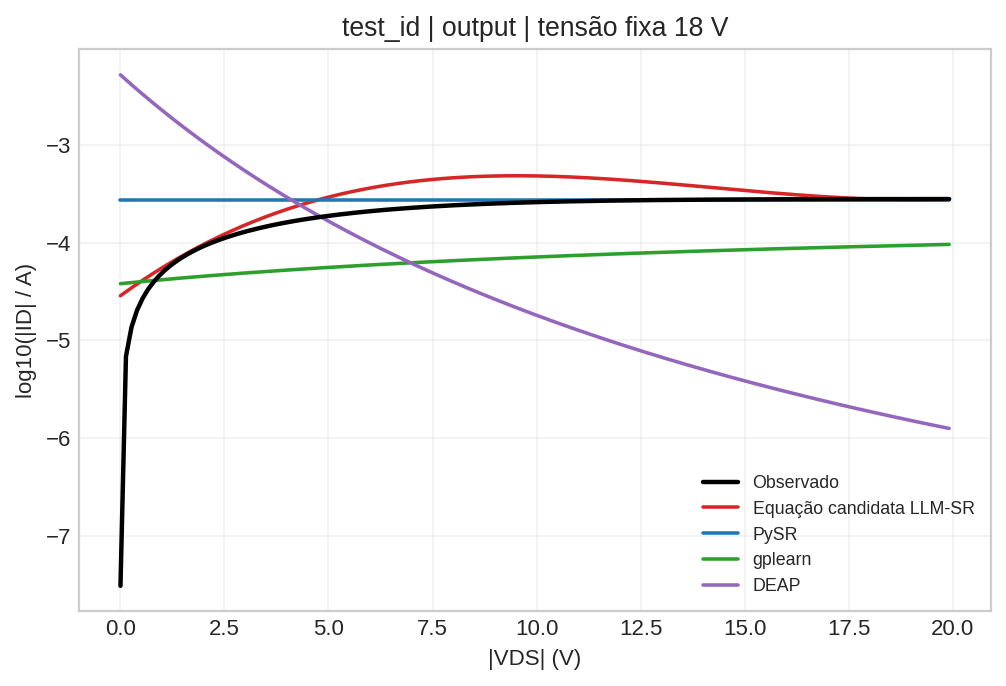 test_id | output | tensão fixa 18 V
log10(|ID| / A)
−3
−4
−5
−6
−7
Observado
Equação candidata LLM-SR
PySR
gplearn
DEAP
0.0 2.5 5.0 7.5 10.0 12.5 15.0 17.5 20.0
|VDS| (V)